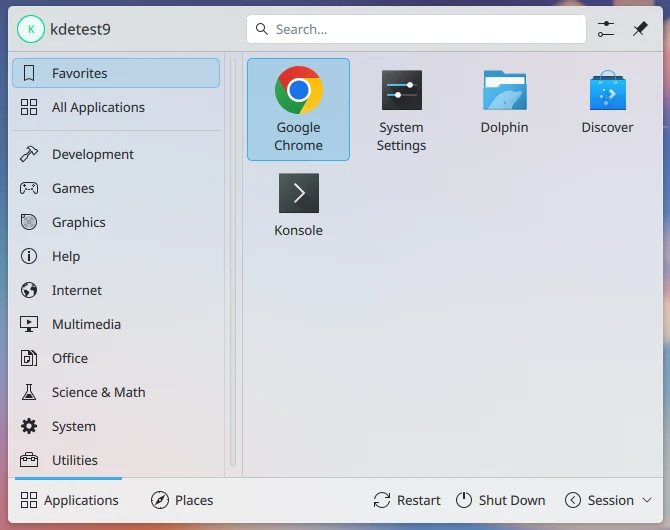 K
kdetest9
Search...
Favorites
All Applications
Development
Games
Graphics
Help
Internet
Multimedia
Office
Science & Math
System
Utilities
Google
Chrome
System
Settings
Dolphin
Discover
Konsole
Applications
Places
Restart
Shut Down
Session